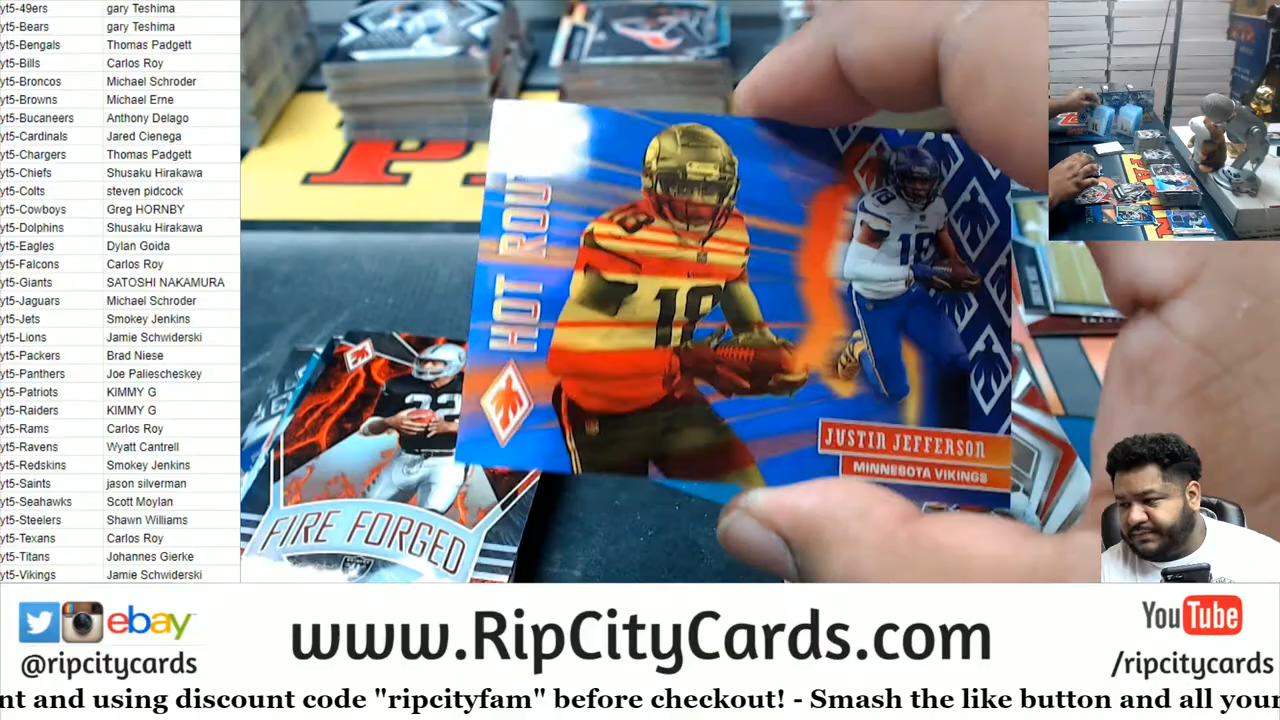 yt5-49ers gary Teshima
yt5-Bears gary Teshima
yt5-Bengals Thomas Padgett
yt5-Bills Carlos Roy
yt5-Broncos Michael Schroder
yt5-Browns Michael Erne
yt5-Bucaneers Anthony Delago
yt5-Cardinals Jared Cienega
yt5-Chargers Thomas Padgett
yt5-Chiefs Shusaku Hirakawa
yt5-Colts steven pidcock
yt5-Cowboys Greg HORNBY
yt5-Dolphins Shusaku Hirakawa
yt5-Eagles Dylan Goida
yt5-Falcons Carlos Roy
yt5-Giants SATOSHI NAKAMURA
yt5-Jaguars Michael Schroder
yt5-Jets Smokey Jenkins
yt5-Lions Jamie Schwiderski
yt5-Packers Brad Niese
yt5-Panthers Joe Paliescheskey
yt5-Patriots KIMMY G
yt5-Raiders KIMMY G
yt5-Rams Carlos Roy
yt5-Ravens Wyatt Cantrell
yt5-Redskins Smokey Jenkins
yt5-Saints jason silverman
yt5-Seahawks Scott Moylan
yt5-Steelers Shawn Williams
yt5-Texans Carlos Roy
yt5-Titans Johannes Gierke
yt5-Vikings Jamie Schwiderski
HOT ROU
18
18
JUSTIN JEFFERSON
MINNESOTA VIKINGS
32
FIRE FORGED
ebay
@ripcitycards
www.RipCityCards.com
YouTube
/ripcitycards
nt and using discount code "ripcityfam" before checkout! - Smash the like button and all your